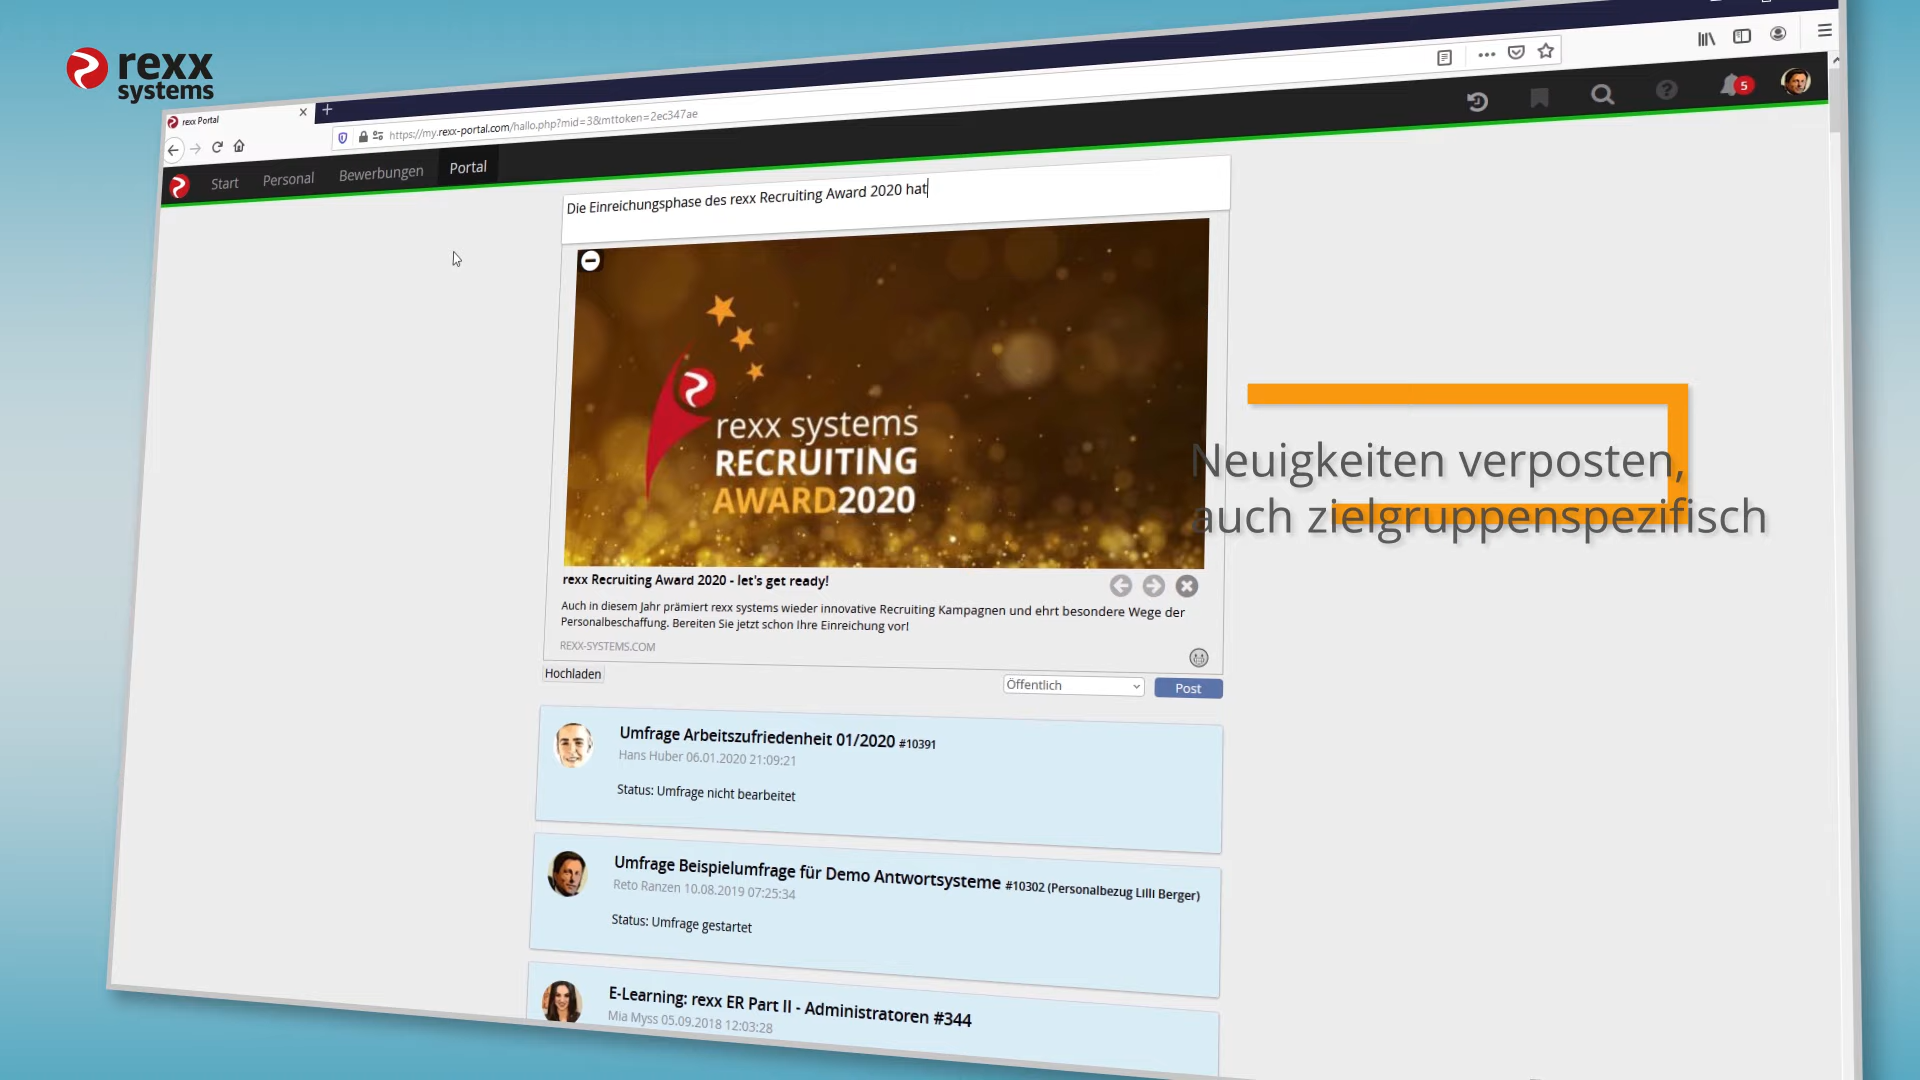 rexx
systems
rexx Portal
https://my.rexx-portal.com/hallo.php?mid=3&mttoken=2ec347ae
Start Personal Bewerbungen Portal
5
Die Einreichungsphase des rexx Recruiting Award 2020 hat
rexx systems
RECRUITING
AWARD2020
Neuigkeiten verposten,
auch zielgruppenspezifisch
rexx Recruiting Award 2020 - let's get ready!
Auch in diesem Jahr prämiert rexx systems wieder innovative Recruiting Kampagnen und ehrt besondere Wege der
Personalbeschaffung. Bereiten Sie jetzt schon Ihre Einreichung vor!
REXX-SYSTEMS.COM
Hochladen
Öffentlich
Post
Umfrage Arbeitszufriedenheit 01/2020 #10391
Hans Huber 06.01.2020 21:09:21
Status: Umfrage nicht bearbeitet
Umfrage Beispielumfrage für Demo Antwortsysteme #10302 (Personalbezug Lilli Berger)
Reto Ranzen 10.08.2019 07:25:34
Status: Umfrage gestartet
E-Learning: rexx ER Part II - Administratoren #344
Mia Myss 05.09.2018 12:03:28